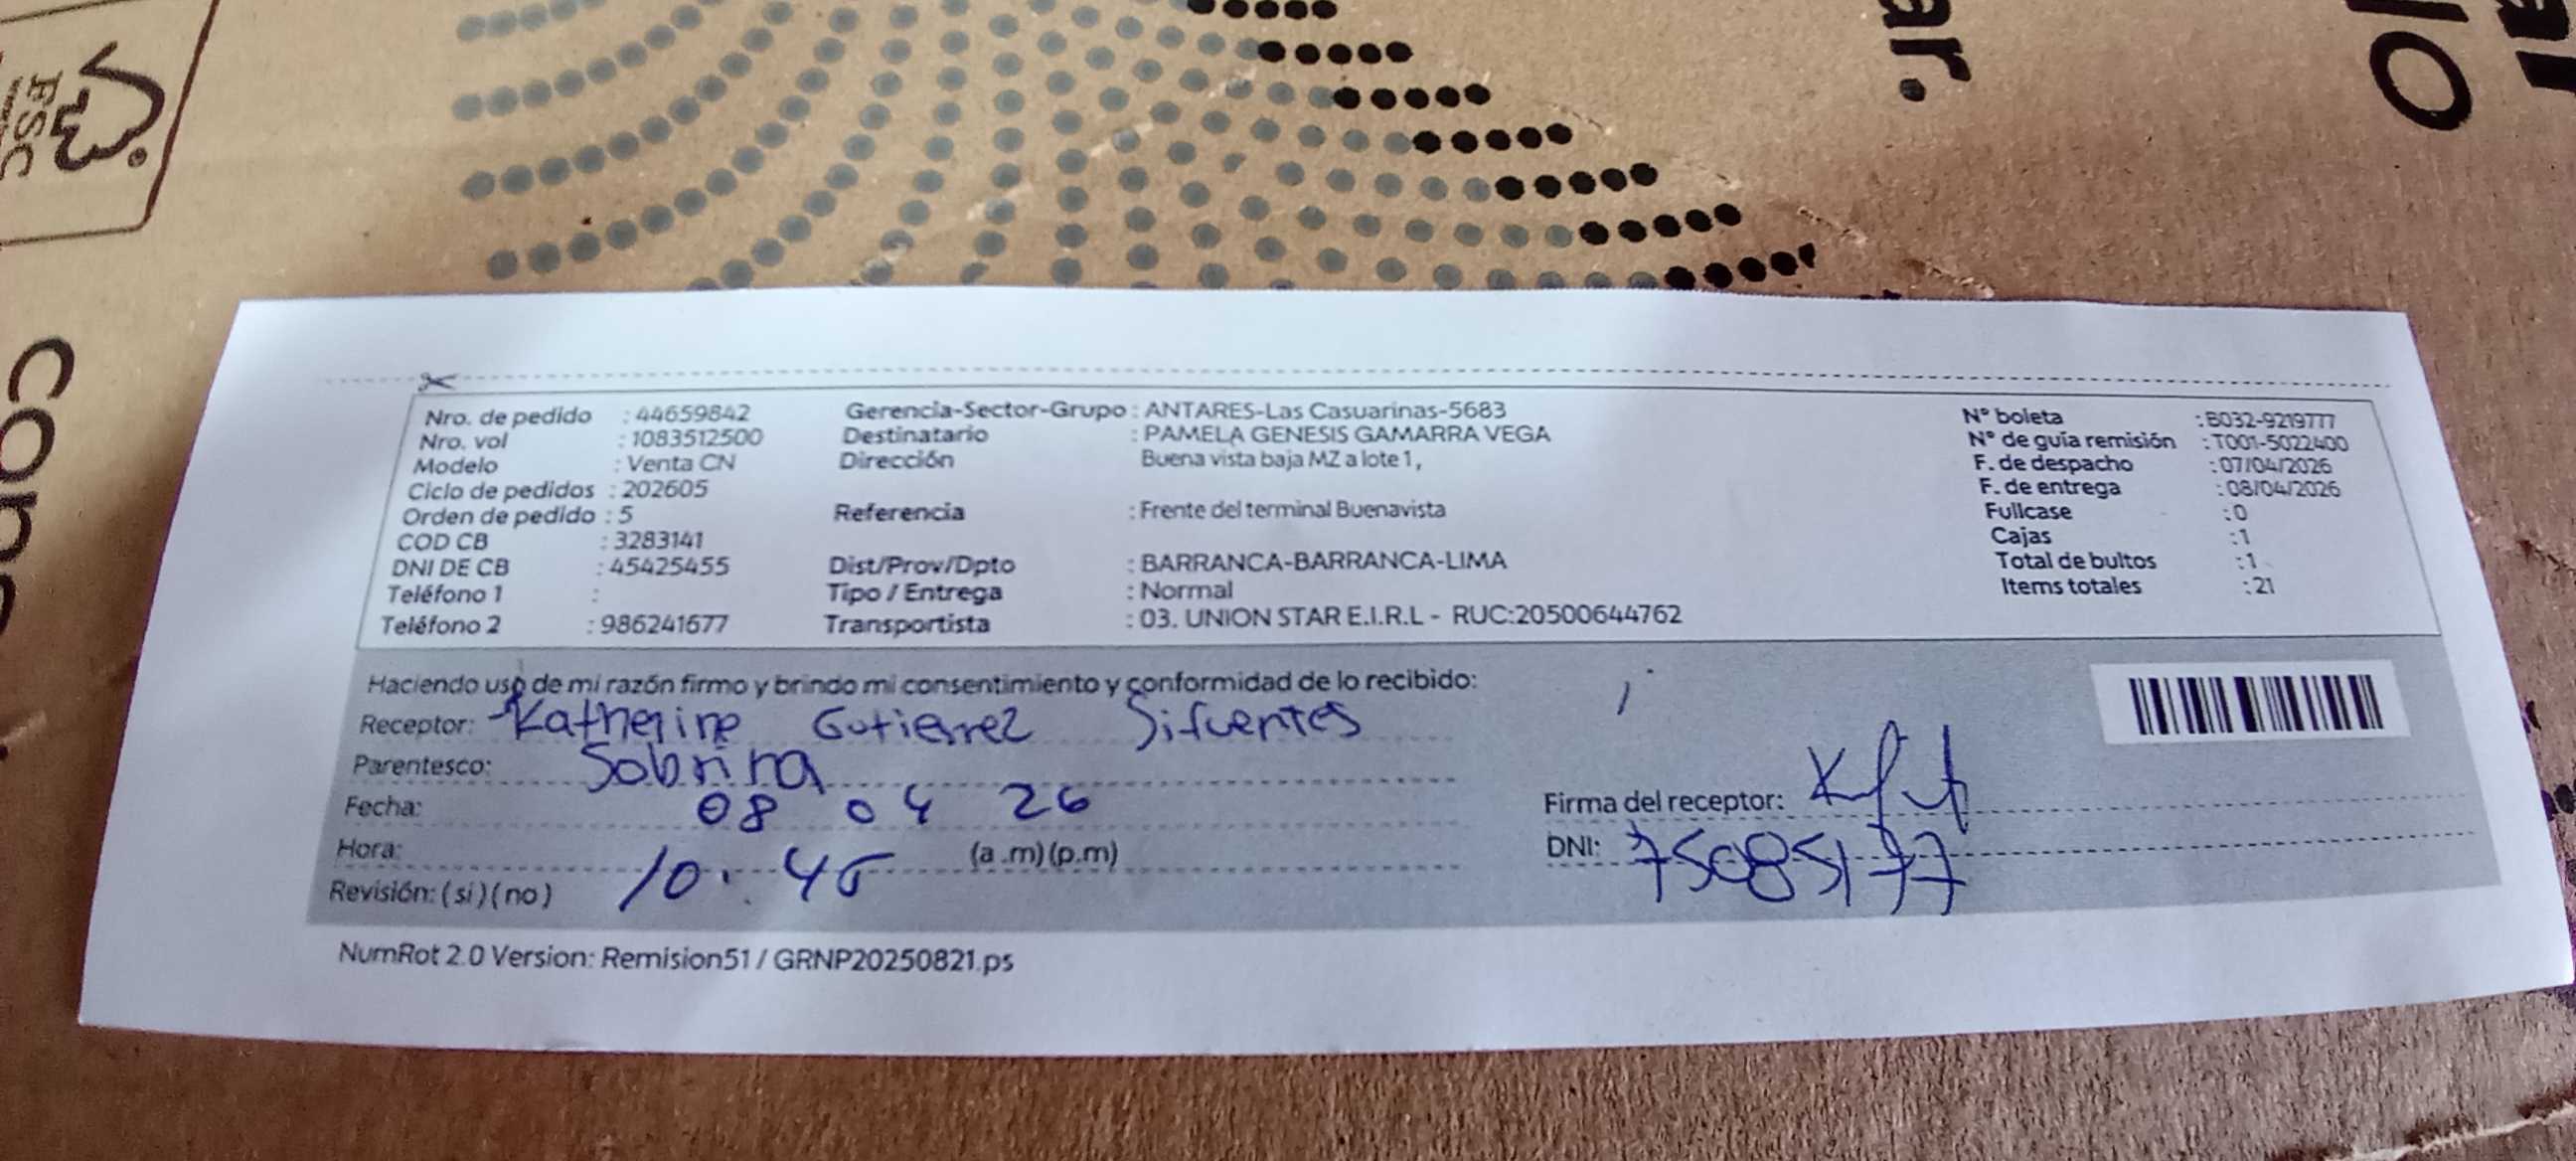 ar.
FSC
Nro. de pedido : 44659842
Nro. vol : 1083512500
Modelo : Venta CN
Ciclo de pedidos : 202605
Orden de pedido : 5
COD CB : 3283141
DNI DE CB : 45425455
Teléfono 1 :
Teléfono 2 : 986241677
Gerencia-Sector-Grupo : ANTARES-Las Casuarinas-5683
Destinatario : PAMELA GENESIS GAMARRA VEGA
Dirección Buena vista baja MZ a lote 1,
Referencia : Frente del terminal Buenavista
Dist/Prov/Dpto : BARRANCA-BARRANCA-LIMA
Tipo / Entrega : Normal
Transportista : 03. UNION STAR E.I.R.L - RUC:20500644762
N° boleta : B032-9219777
N° de guía remisión : T001-5022400
F. de despacho : 07/04/2026
F. de entrega : 08/04/2026
Fullcase : 0
Cajas : 1
Total de bultos : 1
Items totales : 21
Haciendo uso de mi razón firmo y brindo mi consentimiento y conformidad de lo recibido:
Receptor: Katherine Gutierrez Sifuentes
Parentesco: Sobrina
Fecha: 08 04 26
Hora: 10:45 (a .m) (p.m)
Revisión: ( si ) ( no )
Firma del receptor:
DNI: 75085177
NumRot 2.0 Version: Remision51 / GRNP20250821.ps